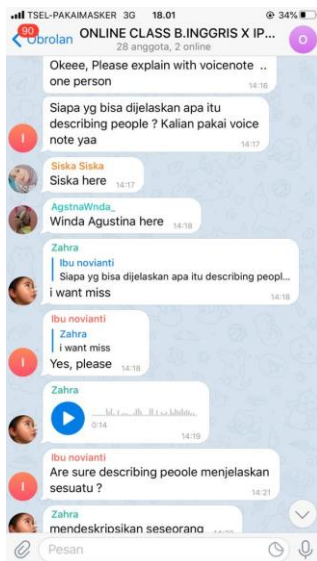 TSEL-PAKAIMASKER 3G 18.01 34%
90
Obrolan ONLINE CLASS B.INGGRIS X IP...
28 anggota, 2 online
O
Okeee, Please explain with voicenote ..
one person
14:16
Siapa yg bisa dijelaskan apa itu
describing people ? Kalian pakai voice
note yaa
14:17
I
Siska Siska
Siska here 14:17
AgstnaWnda_
Winda Agustina here 14:18
Zahra
Ibu novianti
Siapa yg bisa dijelaskan apa itu describing peopl...
i want miss
14:18
Ibu novianti
Zahra
i want miss
Yes, please 14:18
I
Zahra
0:14
14:19
Ibu novianti
Are sure describing peoole menjelaskan
sesuatu ?
14:21
I
Zahra
mendeskripsikan seseorang
Pesan